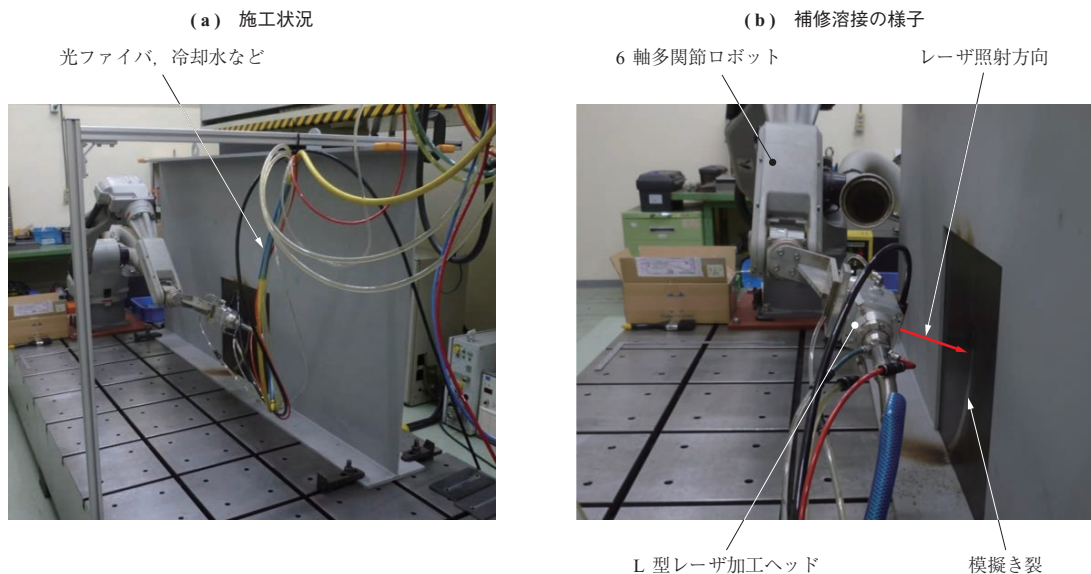 (a) 施工状況
光ファイバ，冷却水など
(b) 補修溶接の様子
6 軸多関節ロボット
レーザ照射方向
L 型レーザ加工ヘッド
模擬き裂